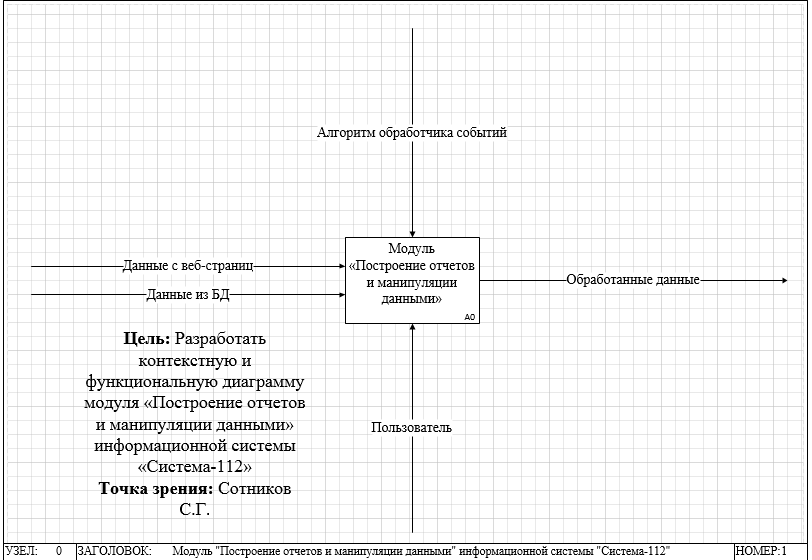 Алгоритм обработчика событий
Модуль
«Построение отчетов
и манипуляции
данными»
A0
Данные с веб-страниц
Данные из БД
Обработанные данные
Цель: Разработать
контекстную и
функциональную диаграмму
модуля «Построение отчетов
и манипуляции данными»
информационной системы
«Система-112»
Точка зрения: Сотников
С.Г.
Пользователь
УЗЕЛ: 0 ЗАГОЛОВОК: Модуль "Построение отчетов и манипуляции данными" информационной системы "Система-112" НОМЕР:1